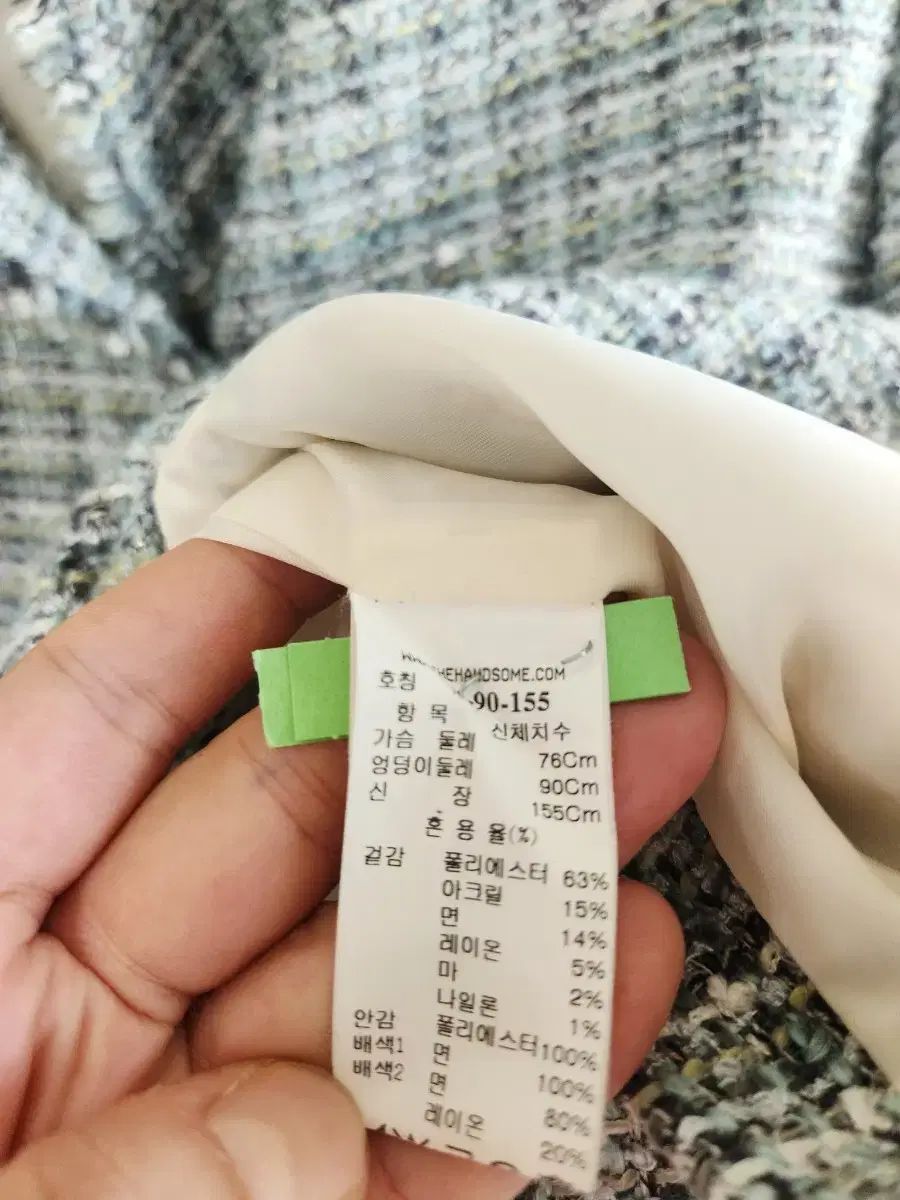 HEHANDSOME.COM
호칭 90-155
항 목 신체치수
가슴 둘레 76Cm
엉덩이둘레 90Cm
신 장 155Cm
혼 용 율(%)
겉감 폴리에스터 63%
아크릴 15%
면 14%
레이온 5%
마 2%
나일론 1%
안감 폴리에스터 100%
배색1 면 100%
배색2 면 80%
레이온 20%